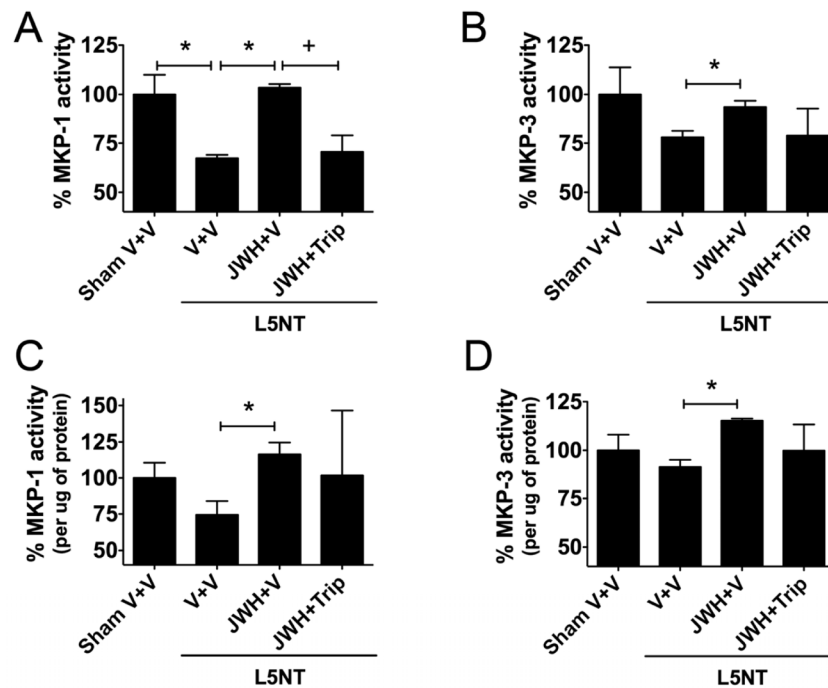 A
% MKP-1 activity
125
100
75
50
* * +
Sham V+V
V+V
JWH+V
JWH+Trip
L5NT
B
% MKP-3 activity
125
100
75
50
*
Sham V+V
V+V
JWH+V
JWH+Trip
L5NT
C
% MKP-1 activity
(per ug of protein)
150
125
100
75
50
*
Sham V+V
V+V
JWH+V
JWH+Trip
L5NT
D
% MKP-3 activity
(per ug of protein)
125
100
75
50
*
Sham V+V
V+V
JWH+V
JWH+Trip
L5NT